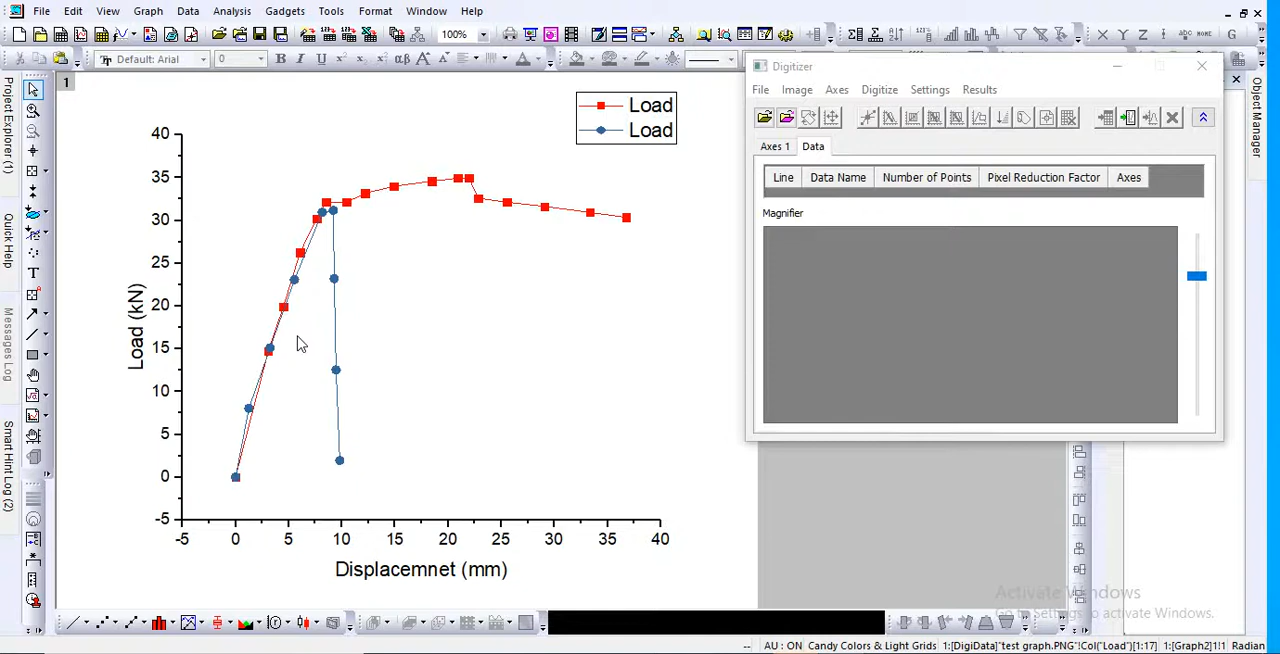 File Edit View Graph Data Analysis Gadgets Tools Format Window Help
100%
Default: Arial 0 B I U
αβ A A A
1
Project Explorer (1)
Quick Help
Messages Log
Smart Hint Log (2)
Object Manager
Load
Load
40
35
30
25
20
15
10
5
0
-5
Load (kN)
-5 0 5 10 15 20 25 30 35 40
Displacemnet (mm)
Digitizer
File Image Axes Digitize Settings Results
Axes 1 Data
Line Data Name Number of Points Pixel Reduction Factor Axes
Magnifier
Activate Windows
Go to Settings to activate Windows.
-- AU : ON Candy Colors & Light Grids 1:[DigiData]"test graph.PNG"!Col("Load")[1:17] 1:[Graph2]1!1 Radian